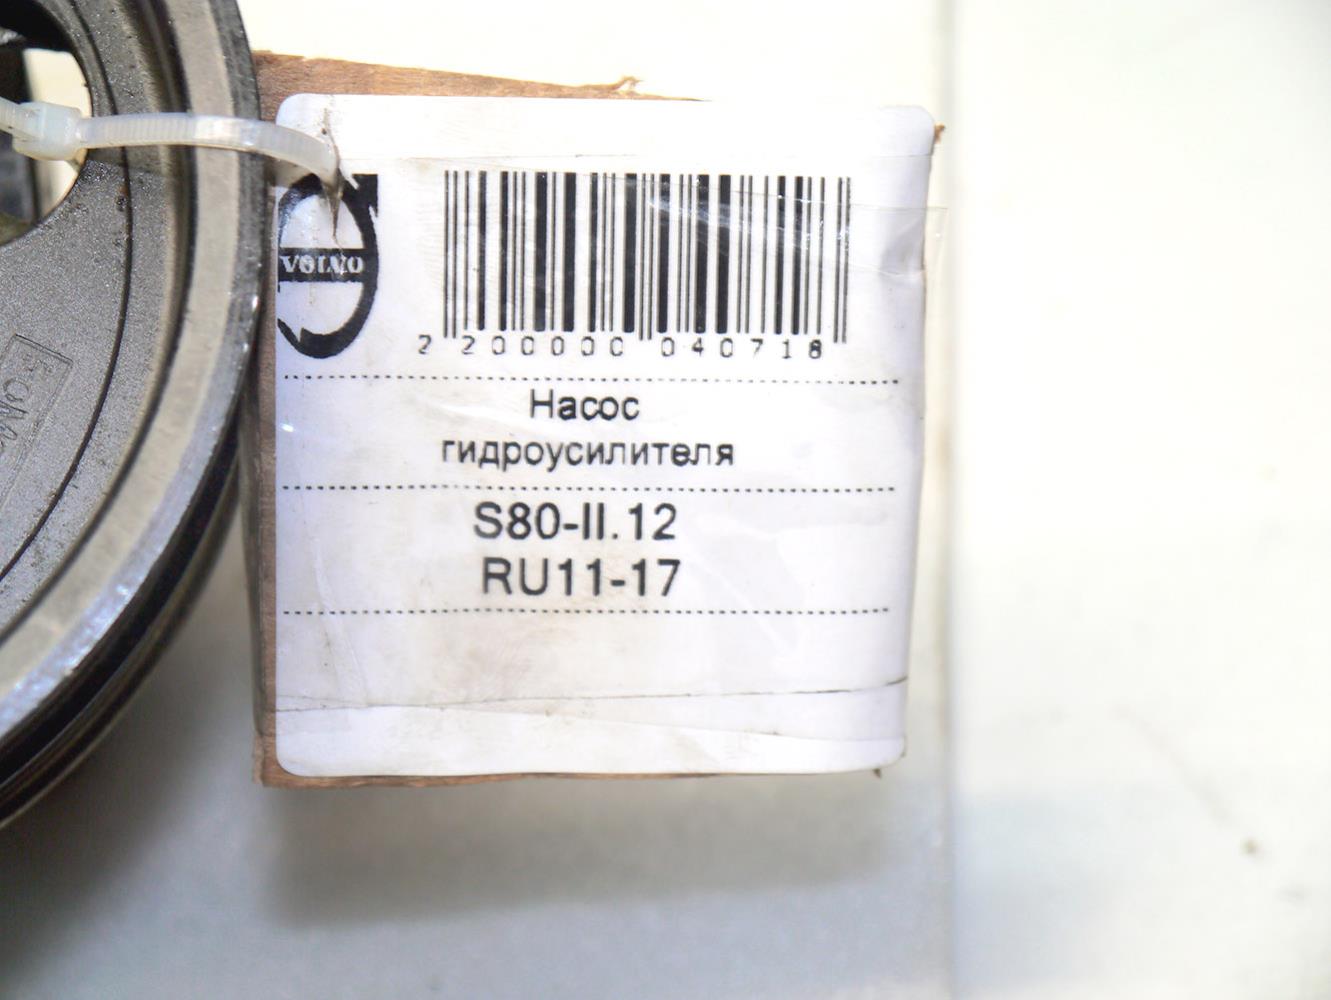 VOLVO
2 200000 040718
Насос
гидроусилителя
S80-II.12
RU11-17